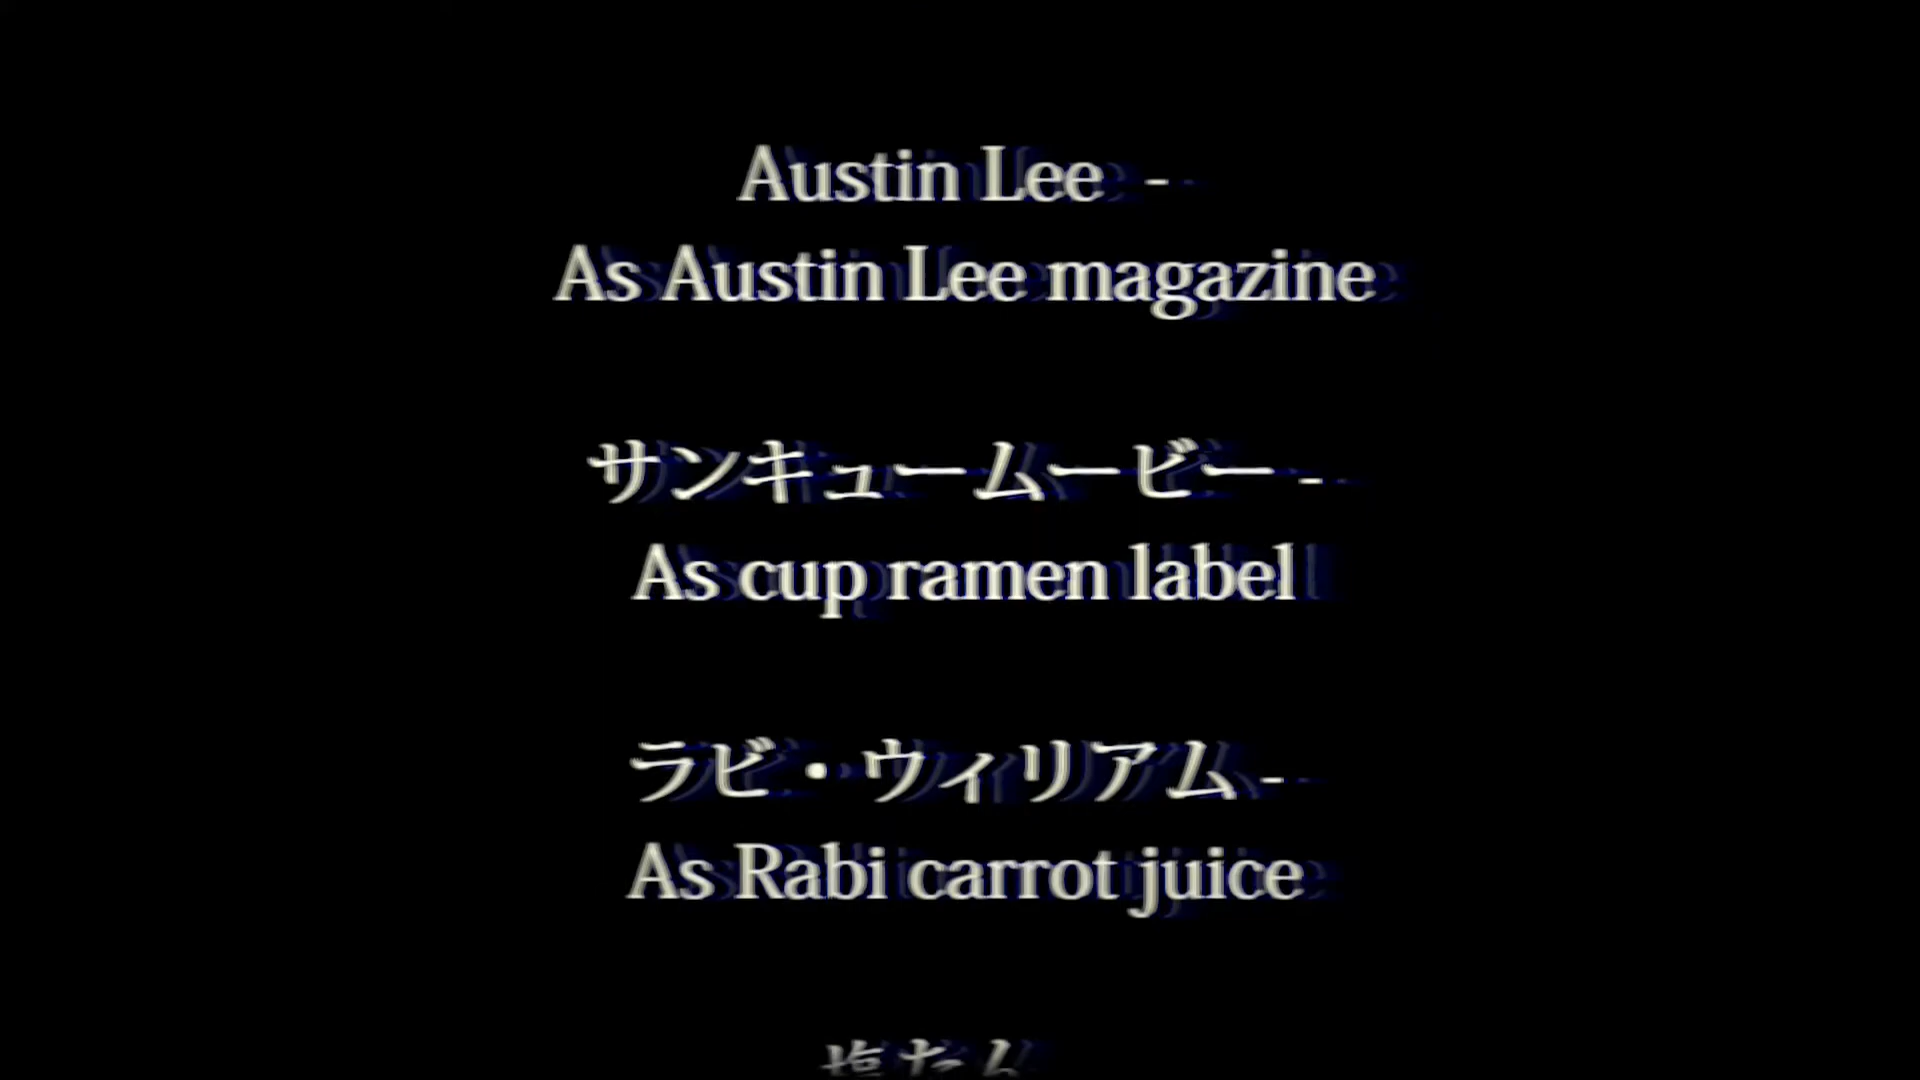 Austin Lee -
As Austin Lee magazine
サンキュームービー -
As cup ramen label
ラビ・ウィリアム -
As Rabi carrot juice